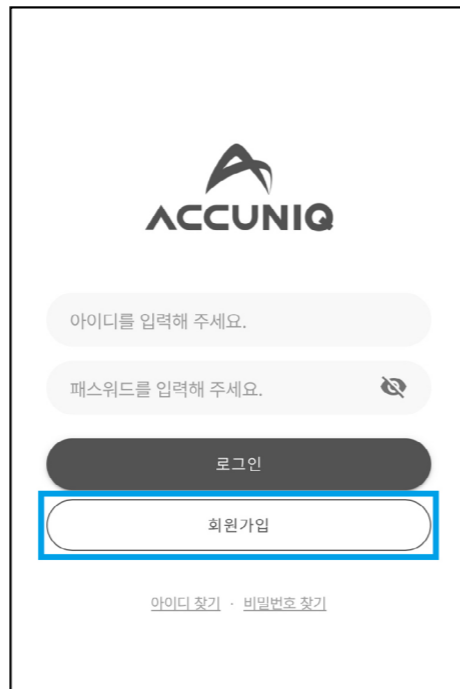 ACCUNIQ
아이디를 입력해 주세요.
패스워드를 입력해 주세요.
로그인
회원가입
아이디 찾기 · 비밀번호 찾기